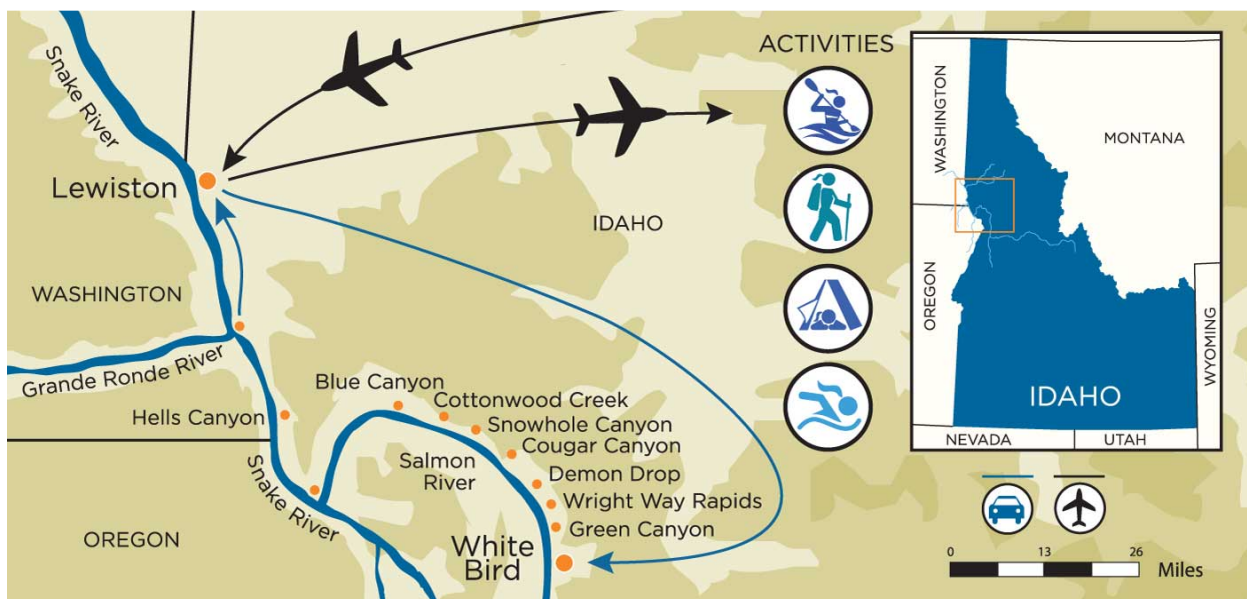 Snake River
Lewiston
WASHINGTON
Grande Ronde River
Hells Canyon
Snake River
OREGON
Blue Canyon
Cottonwood Creek
Snowhole Canyon
Cougar Canyon
Salmon
River
Demon Drop
Wright Way Rapids
Green Canyon
White
Bird
IDAHO
ACTIVITIES
WASHINGTON
MONTANA
OREGON
IDAHO
WYOMING
NEVADA
UTAH
0 13 26
Miles